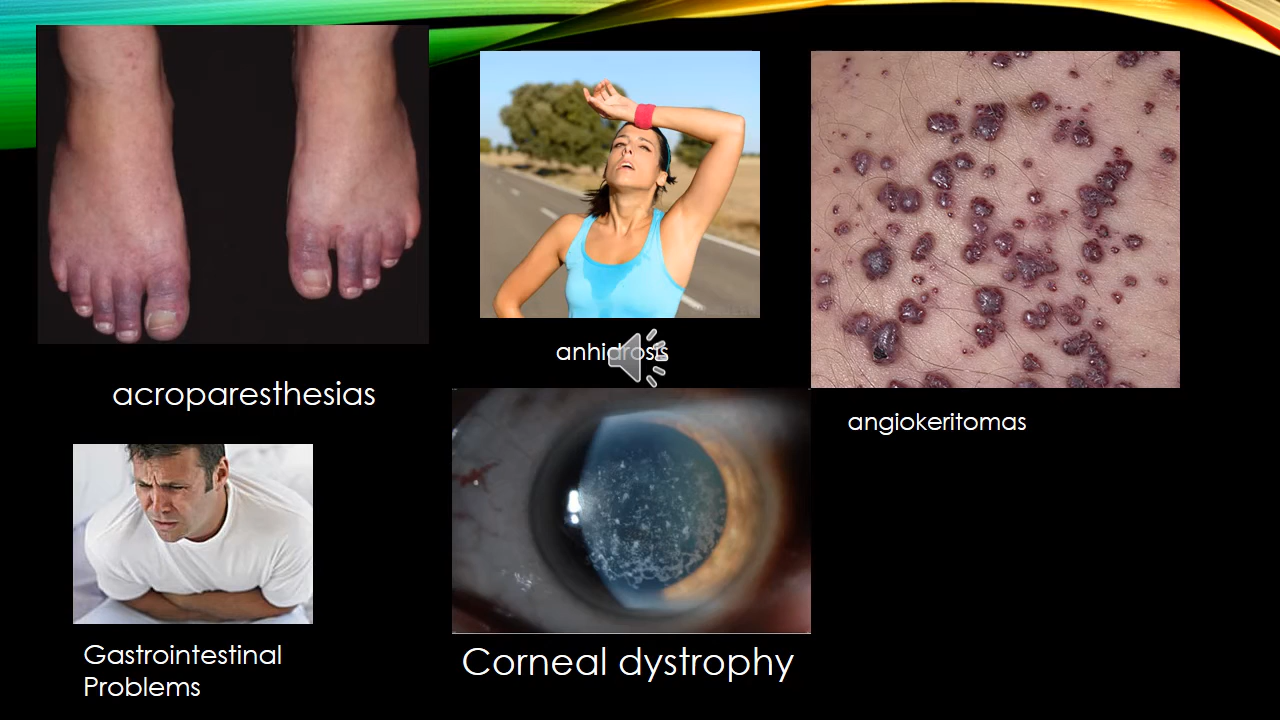 acroparesthesias
anhidrosis
angiokeritomas
Gastrointestinal
Problems
Corneal dystrophy